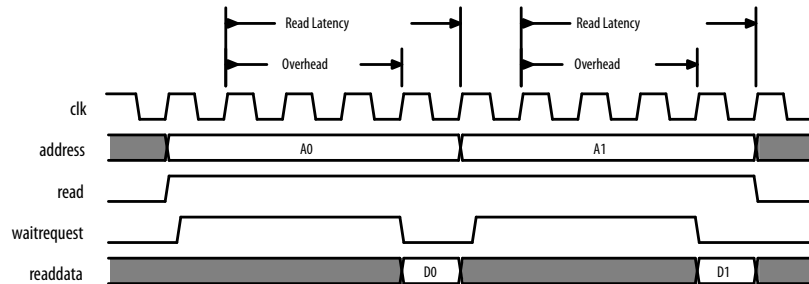 Read Latency Read Latency
Overhead Overhead
clk
address A0 A1
read
waitrequest
readdata D0 D1